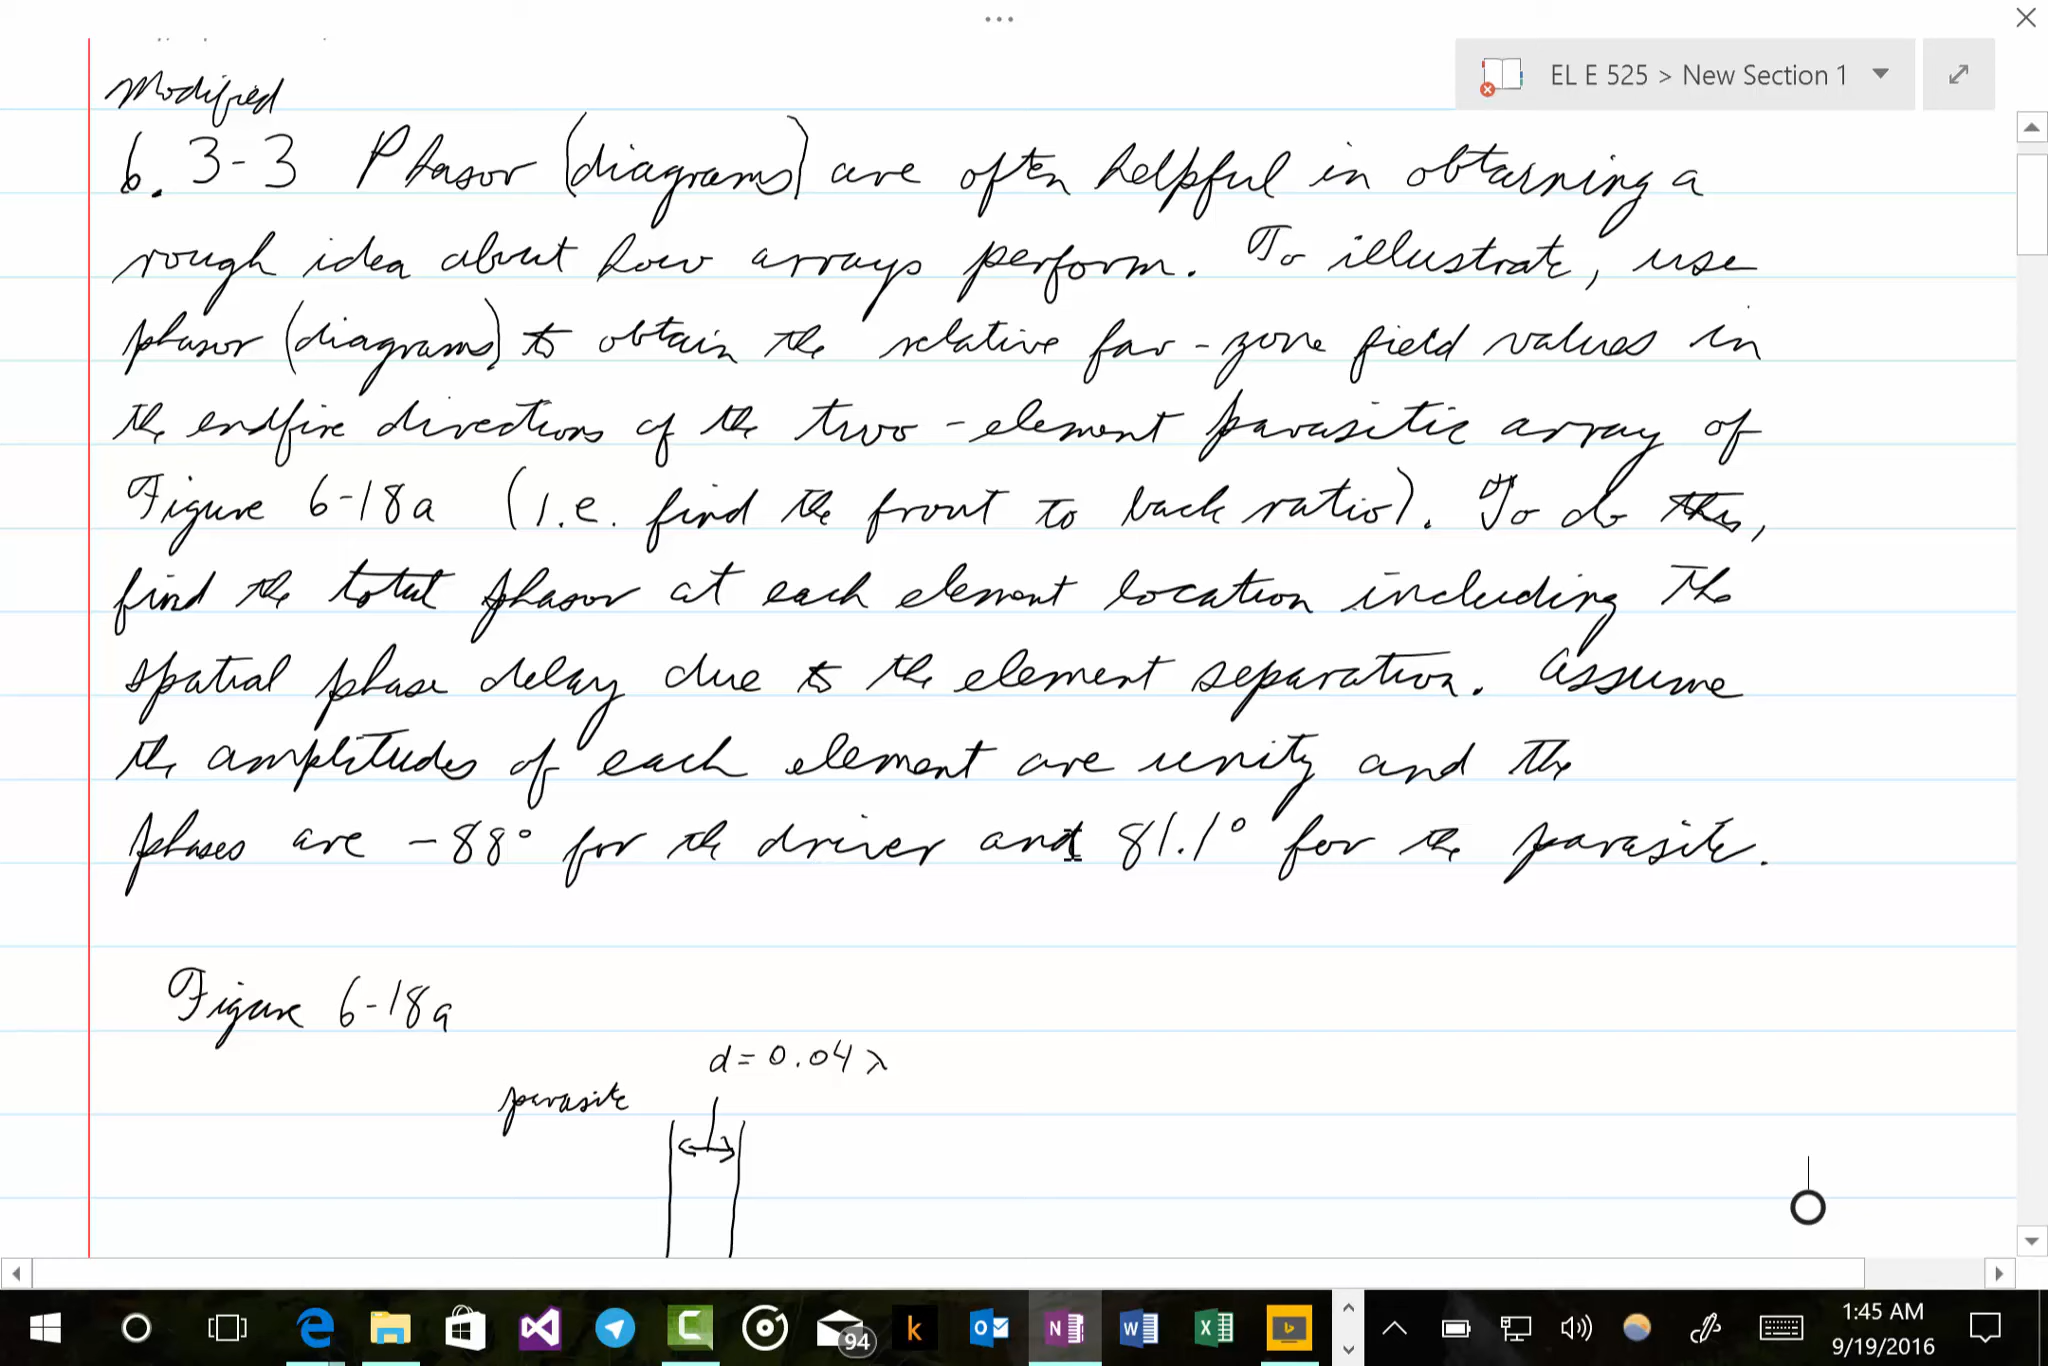 EL E 525 > New Section 1
Modified
6.3-3 Phasor (diagrams) are often helpful in obtaining a
rough idea about how arrays perform. To illustrate, use
phasor (diagrams) to obtain the relative far-zone field values in
the endfire directions of the two-element parasitic array of
Figure 6-18a (i.e. find the front to back ratio). To do this,
find the total phasor at each element location including the
spatial phase delay due to the element separation. Assume
the amplitudes of each element are unity and the
phases are -88° for the driver and 81.1° for the parasite.
Figure 6-18a
d = 0.04 λ
parasite
94
1:45 AM
9/19/2016